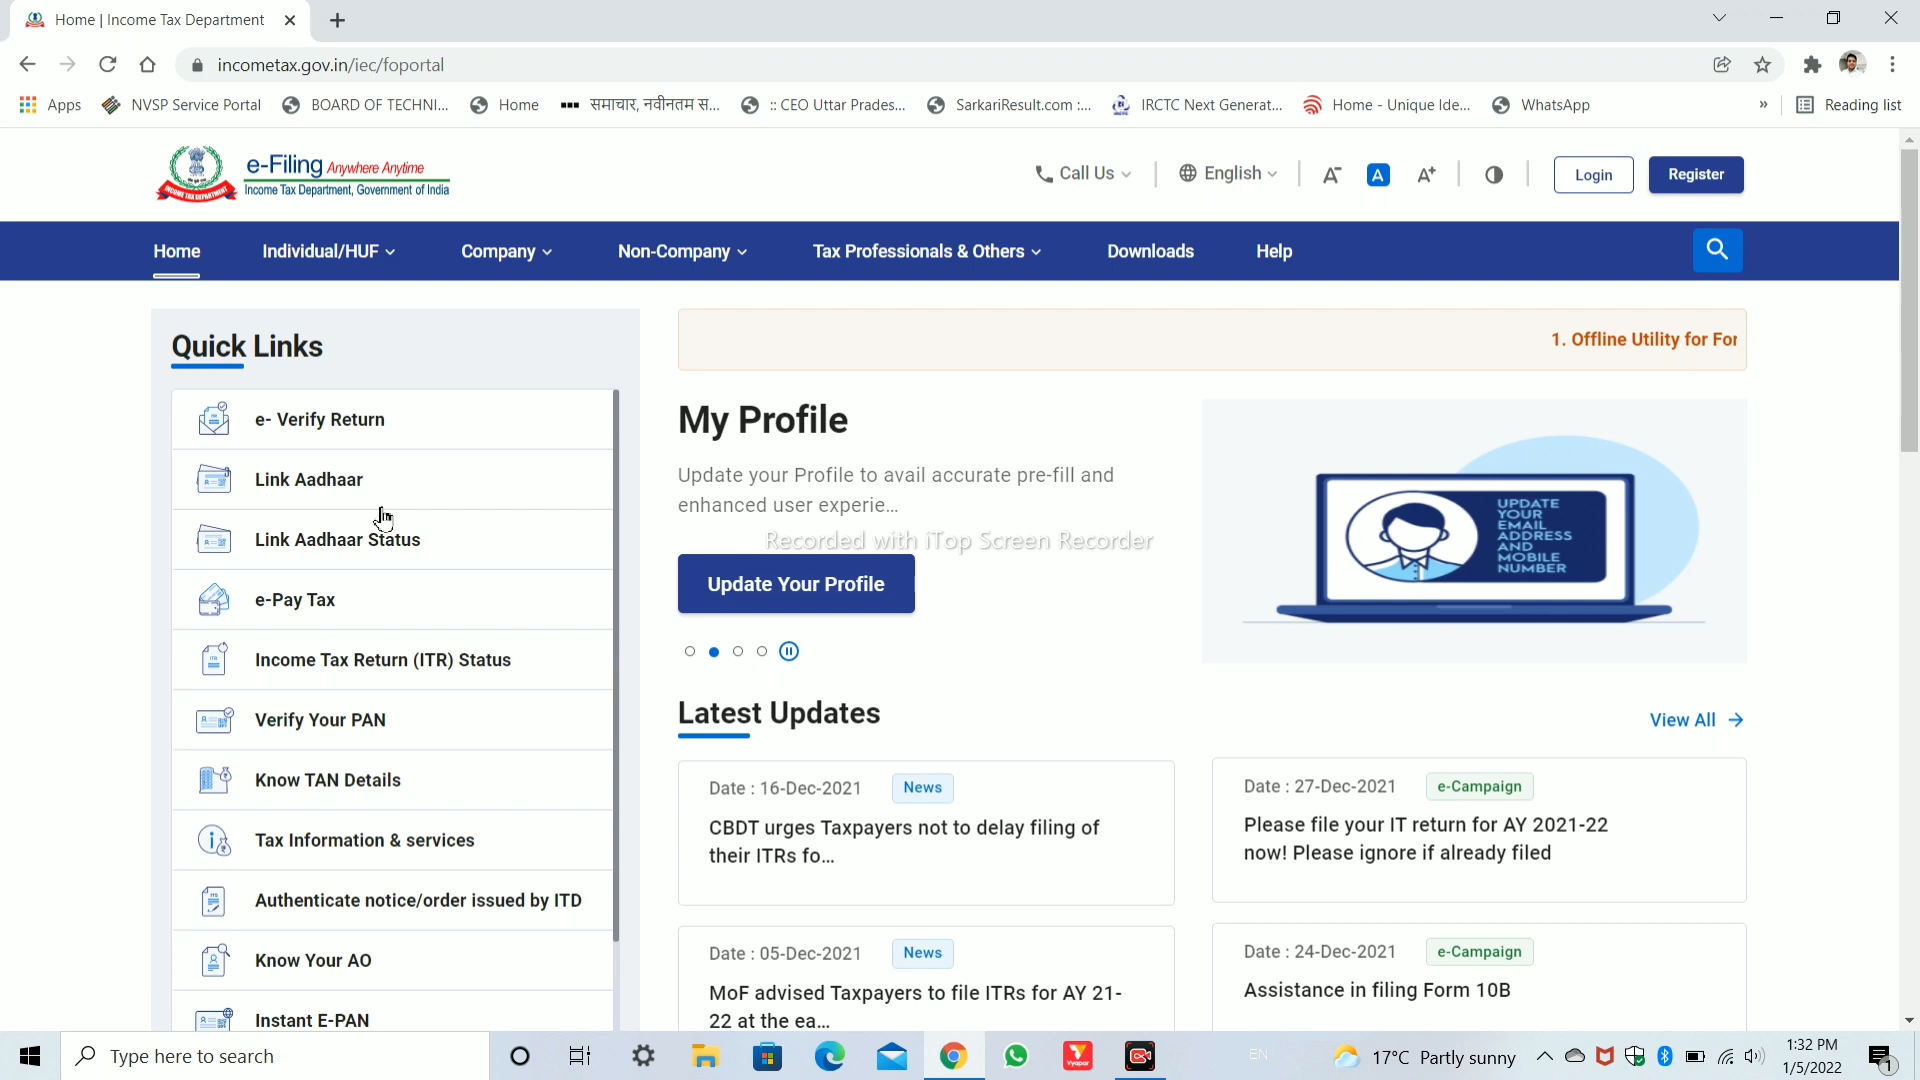 Home | Income Tax Department
incometax.gov.in/iec/foportal
Apps
NVSP Service Portal
BOARD OF TECHNI...
Home
समाचार, नवीनतम स...
:: CEO Uttar Prades...
SarkariResult.com :...
IRCTC Next Generat...
Home - Unique Ide...
WhatsApp
»
Reading list
e-Filing Anywhere Anytime
Income Tax Department, Government of India
Call Us
English
A-
A
A+
Login
Register
Home
Individual/HUF
Company
Non-Company
Tax Professionals & Others
Downloads
Help
Quick Links
e- Verify Return
Link Aadhaar
Link Aadhaar Status
e-Pay Tax
Income Tax Return (ITR) Status
Verify Your PAN
Know TAN Details
Tax Information & services
Authenticate notice/order issued by ITD
Know Your AO
Instant E-PAN
1. Offline Utility for For
My Profile
Update your Profile to avail accurate pre-fill and
enhanced user experie...
Recorded with iTop Screen Recorder
Update Your Profile
UPDATE
YOUR
EMAIL
ADDRESS
AND
MOBILE
NUMBER
Latest Updates
View All
Date : 16-Dec-2021
News
CBDT urges Taxpayers not to delay filing of
their ITRs fo...
Date : 27-Dec-2021
e-Campaign
Please file your IT return for AY 2021-22
now! Please ignore if already filed
Date : 05-Dec-2021
News
MoF advised Taxpayers to file ITRs for AY 21-
22 at the ea...
Date : 24-Dec-2021
e-Campaign
Assistance in filing Form 10B
Type here to search
Vyapar
EN
17°C Partly sunny
1:32 PM
1/5/2022
1